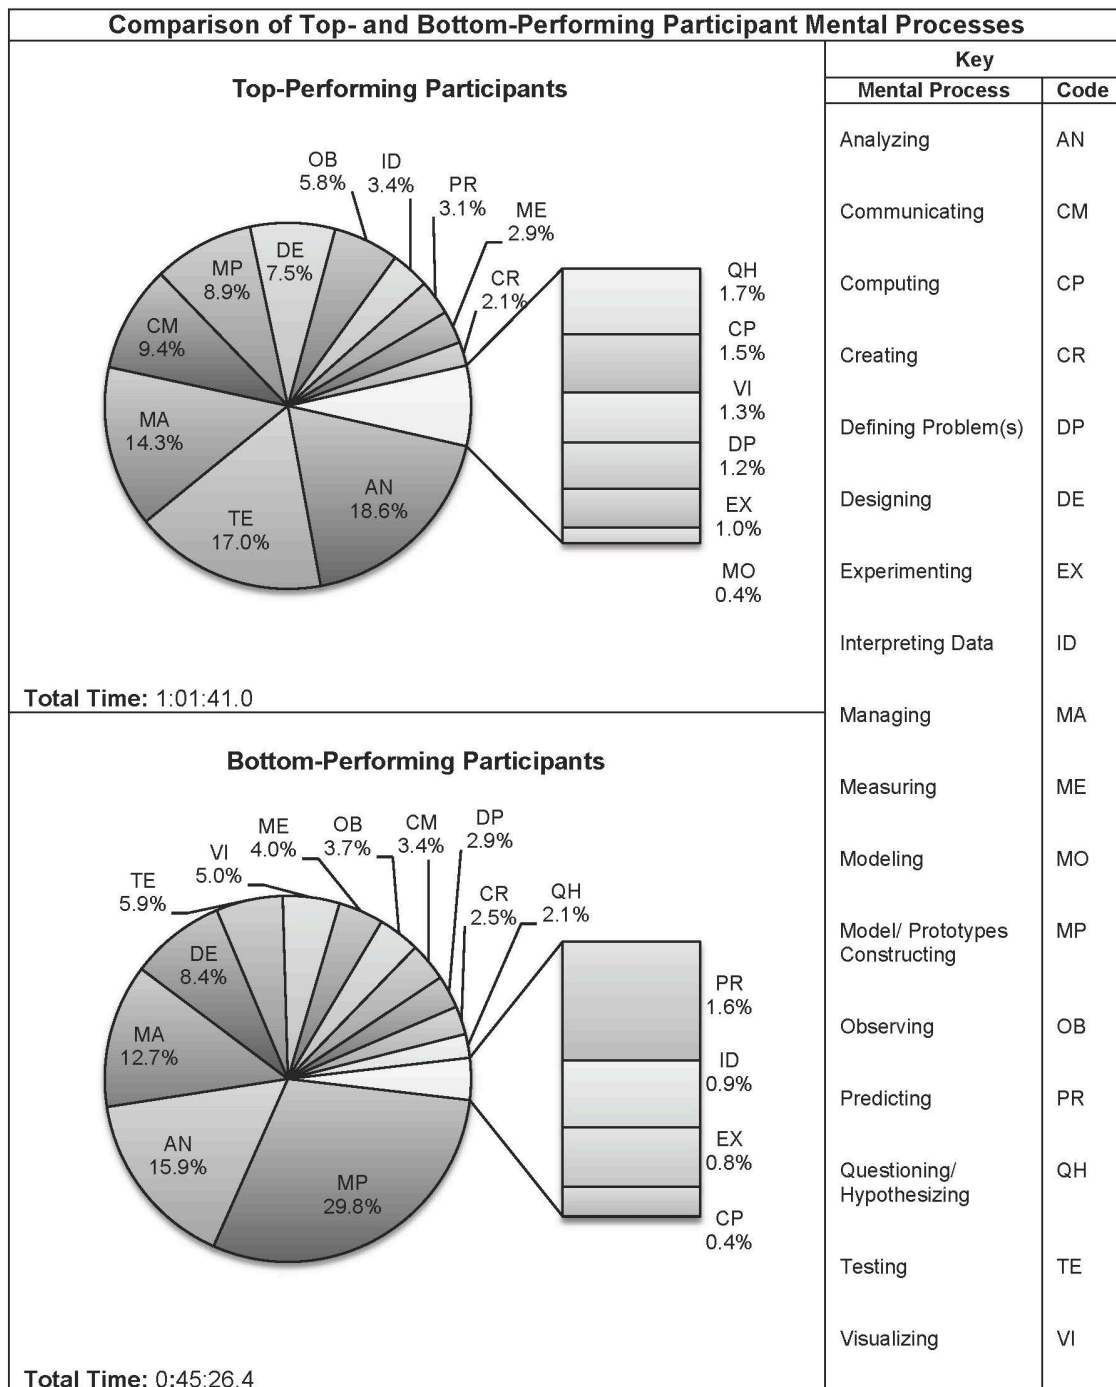 Comparison of Top- and Bottom-Performing Participant Mental Processes
Top-Performing Participants
OB
5.8%
ID
3.4%
PR
3.1%
ME
2.9%
CR
2.1%
DE
7.5%
MP
8.9%
CM
9.4%
MA
14.3%
TE
17.0%
AN
18.6%
QH
1.7%
CP
1.5%
VI
1.3%
DP
1.2%
EX
1.0%
MO
0.4%
Total Time: 1:01:41.0
Bottom-Performing Participants
TE
5.9%
VI
5.0%
ME
4.0%
OB
3.7%
CM
3.4%
DP
2.9%
CR
2.5%
QH
2.1%
DE
8.4%
MA
12.7%
AN
15.9%
MP
29.8%
PR
1.6%
ID
0.9%
EX
0.8%
CP
0.4%
Total Time: 0:45:26.4
Key
Mental Process Code
Analyzing AN
Communicating CM
Computing CP
Creating CR
Defining Problem(s) DP
Designing DE
Experimenting EX
Interpreting Data ID
Managing MA
Measuring ME
Modeling MO
Model/ Prototypes MP
Constructing
Observing OB
Predicting PR
Questioning/ QH
Hypothesizing
Testing TE
Visualizing VI